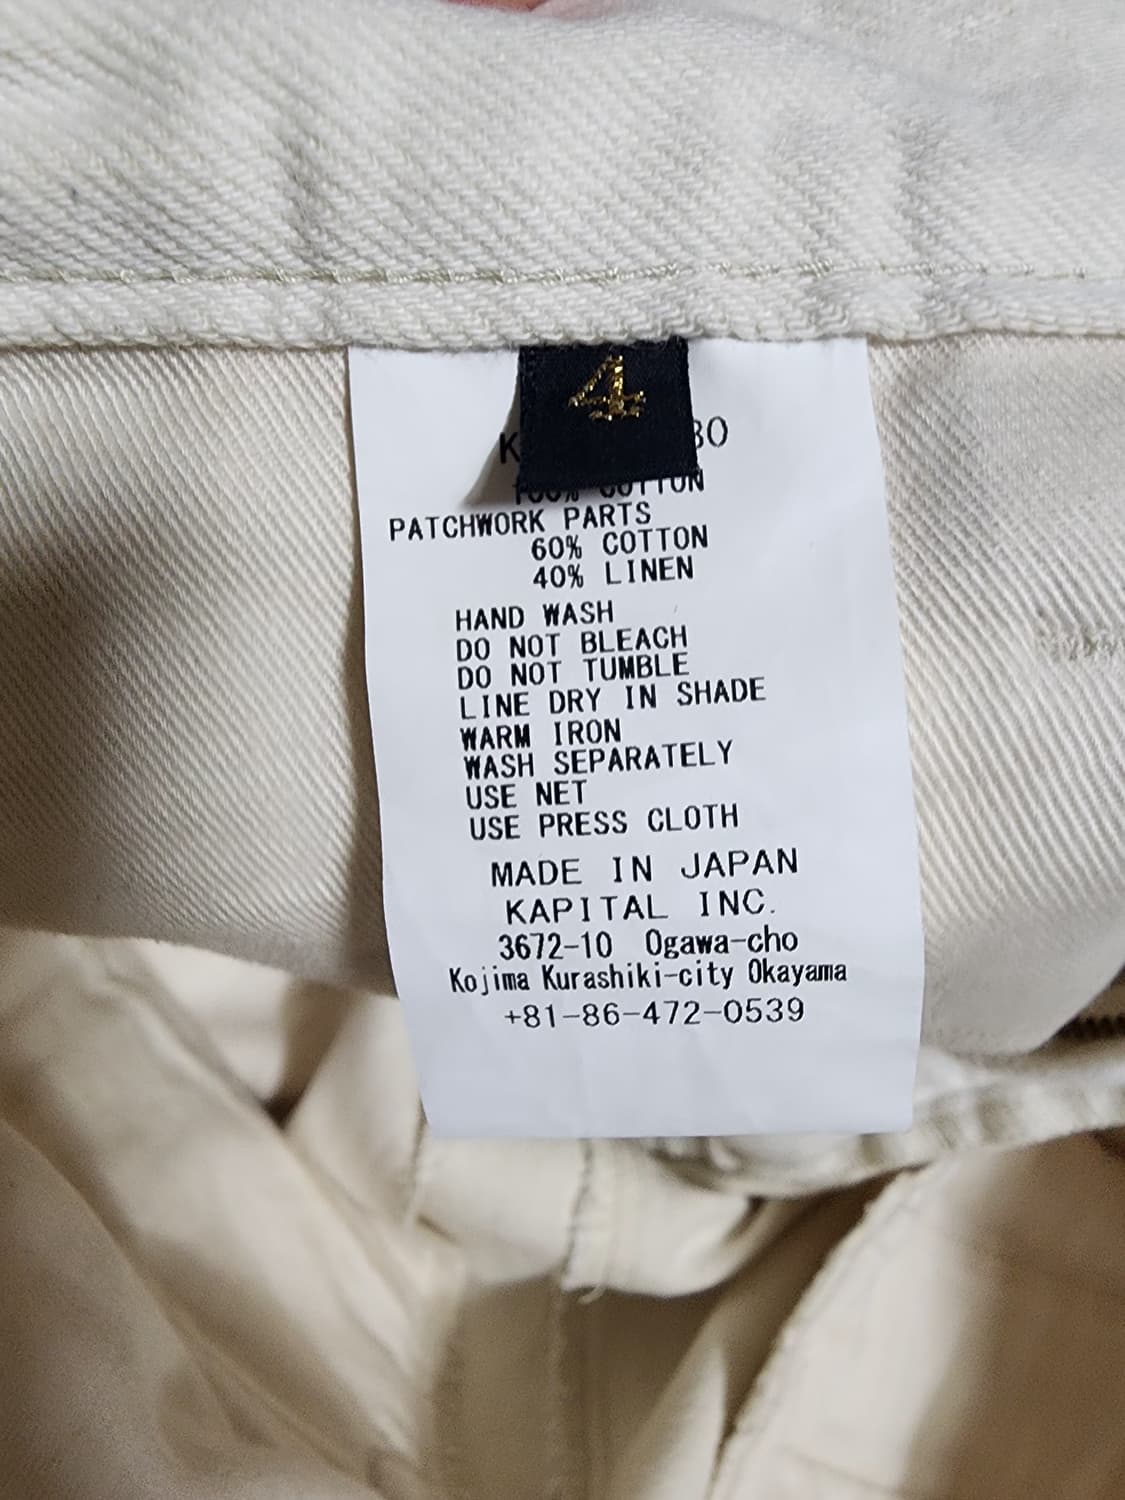 4
100% COTTON
PATCHWORK PARTS
60% COTTON
40% LINEN
HAND WASH
DO NOT BLEACH
DO NOT TUMBLE
LINE DRY IN SHADE
WARM IRON
WASH SEPARATELY
USE NET
USE PRESS CLOTH
MADE IN JAPAN
KAPITAL INC.
3672-10 Ogawa-cho
Kojima Kurashiki-city Okayama
+81-86-472-0539